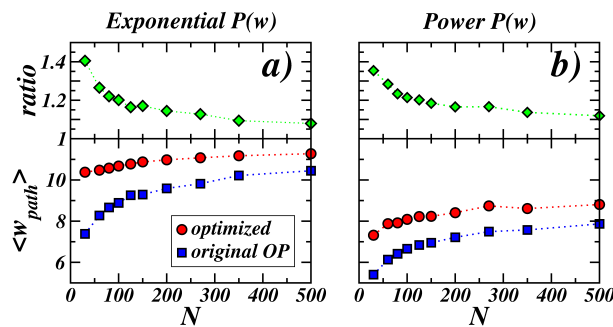 Exponential P(w)
Power P(w)
ratio
1.4
1.2
1
a)
b)
<w_path>
10
8
6
optimized
original OP
0 100 200 300 400 500
0 100 200 300 400 500
N
N